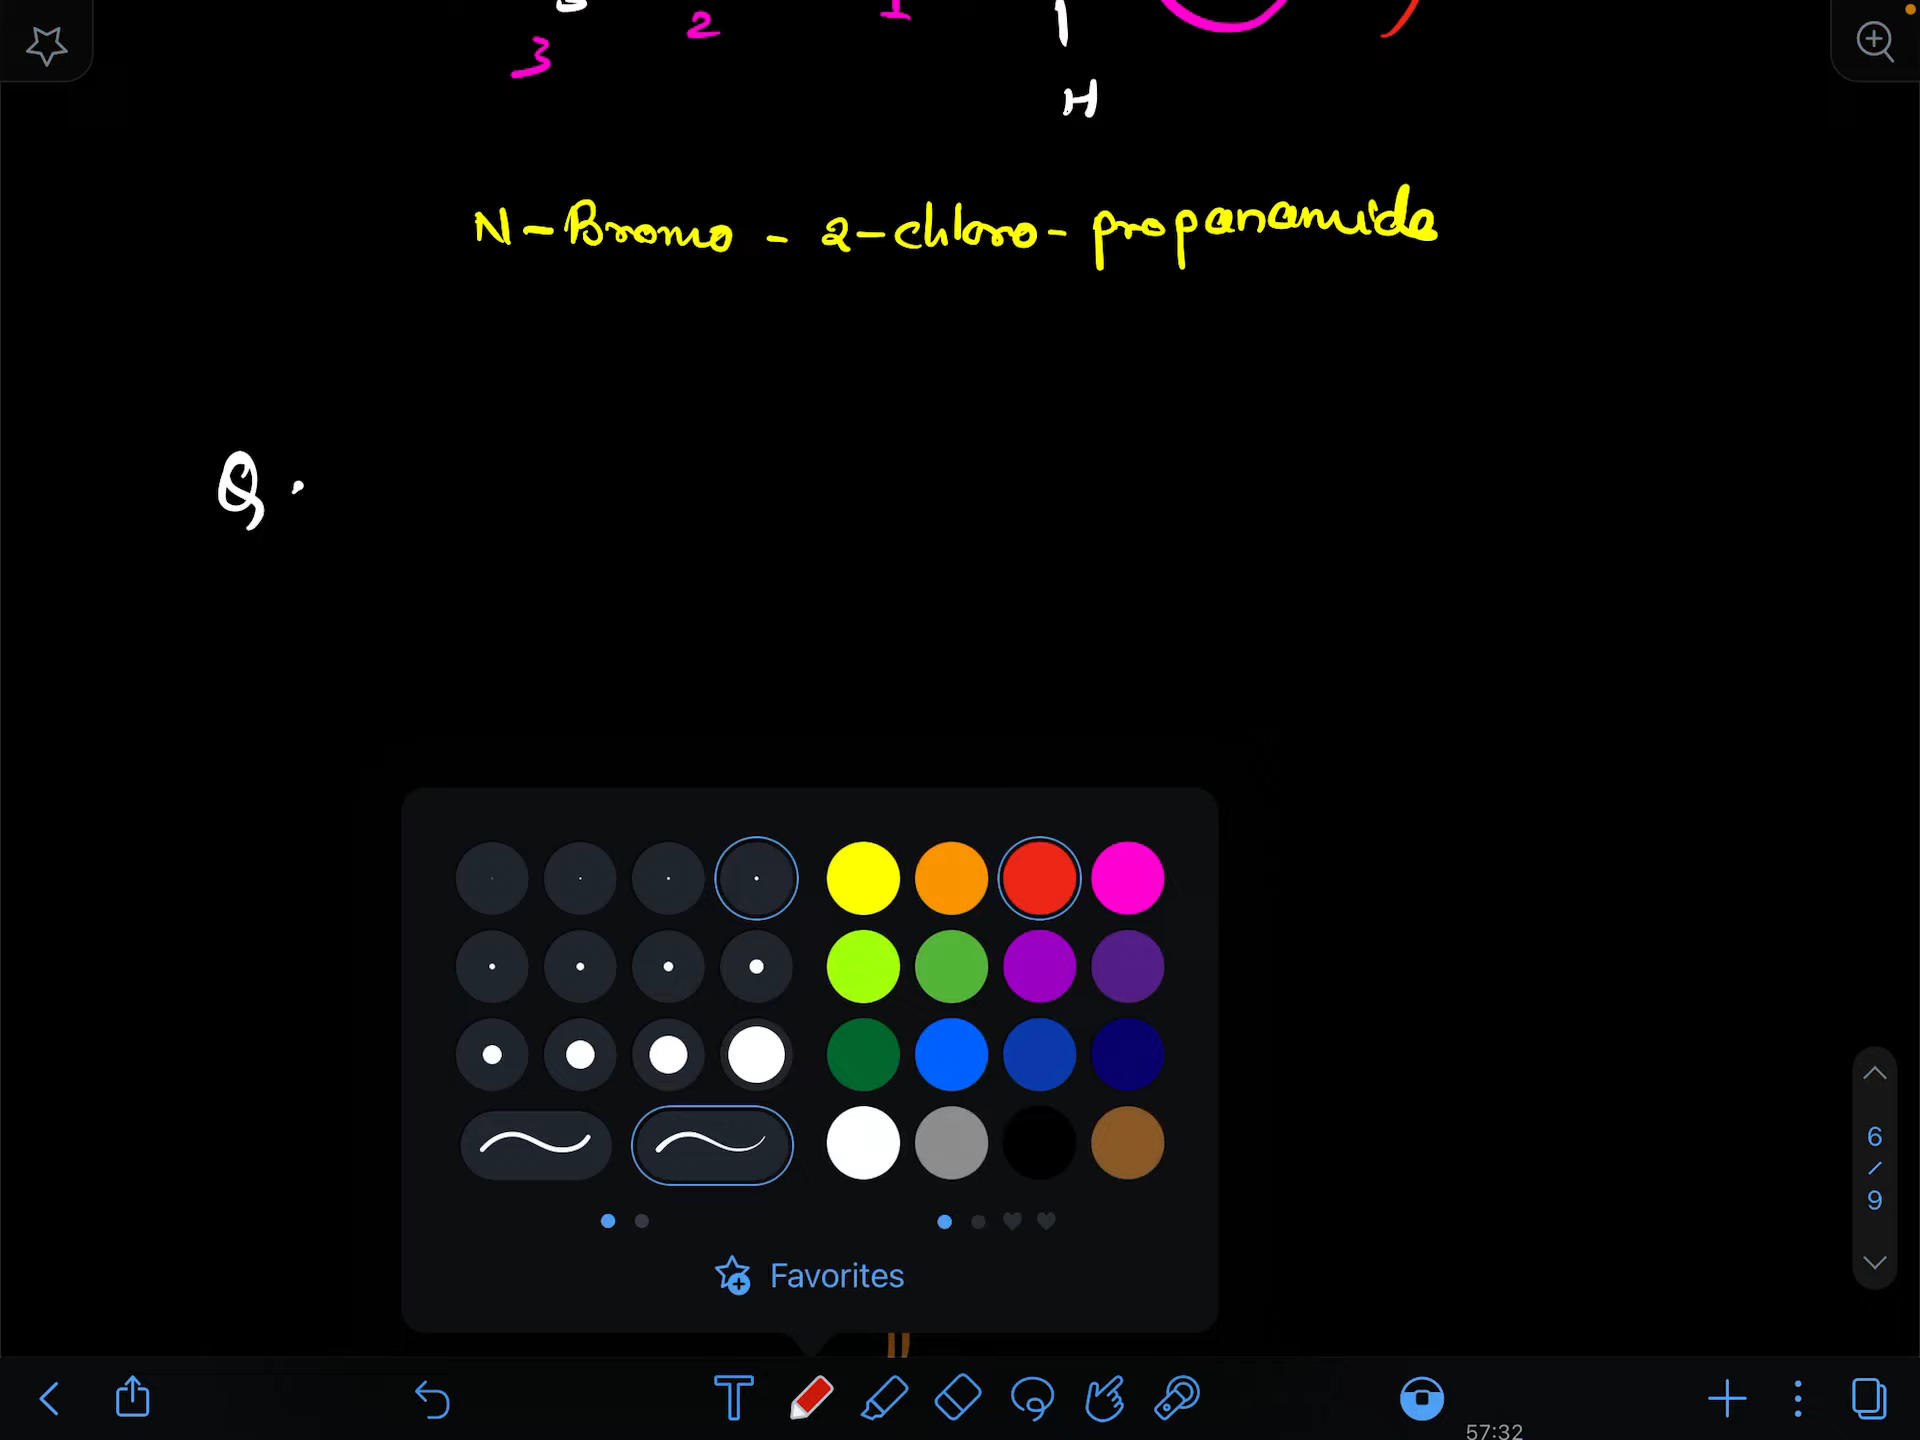 3 2 1
H
N-Bromo - 2-chloro- propanamide
Q.
6
/
9
Favorites
57:32